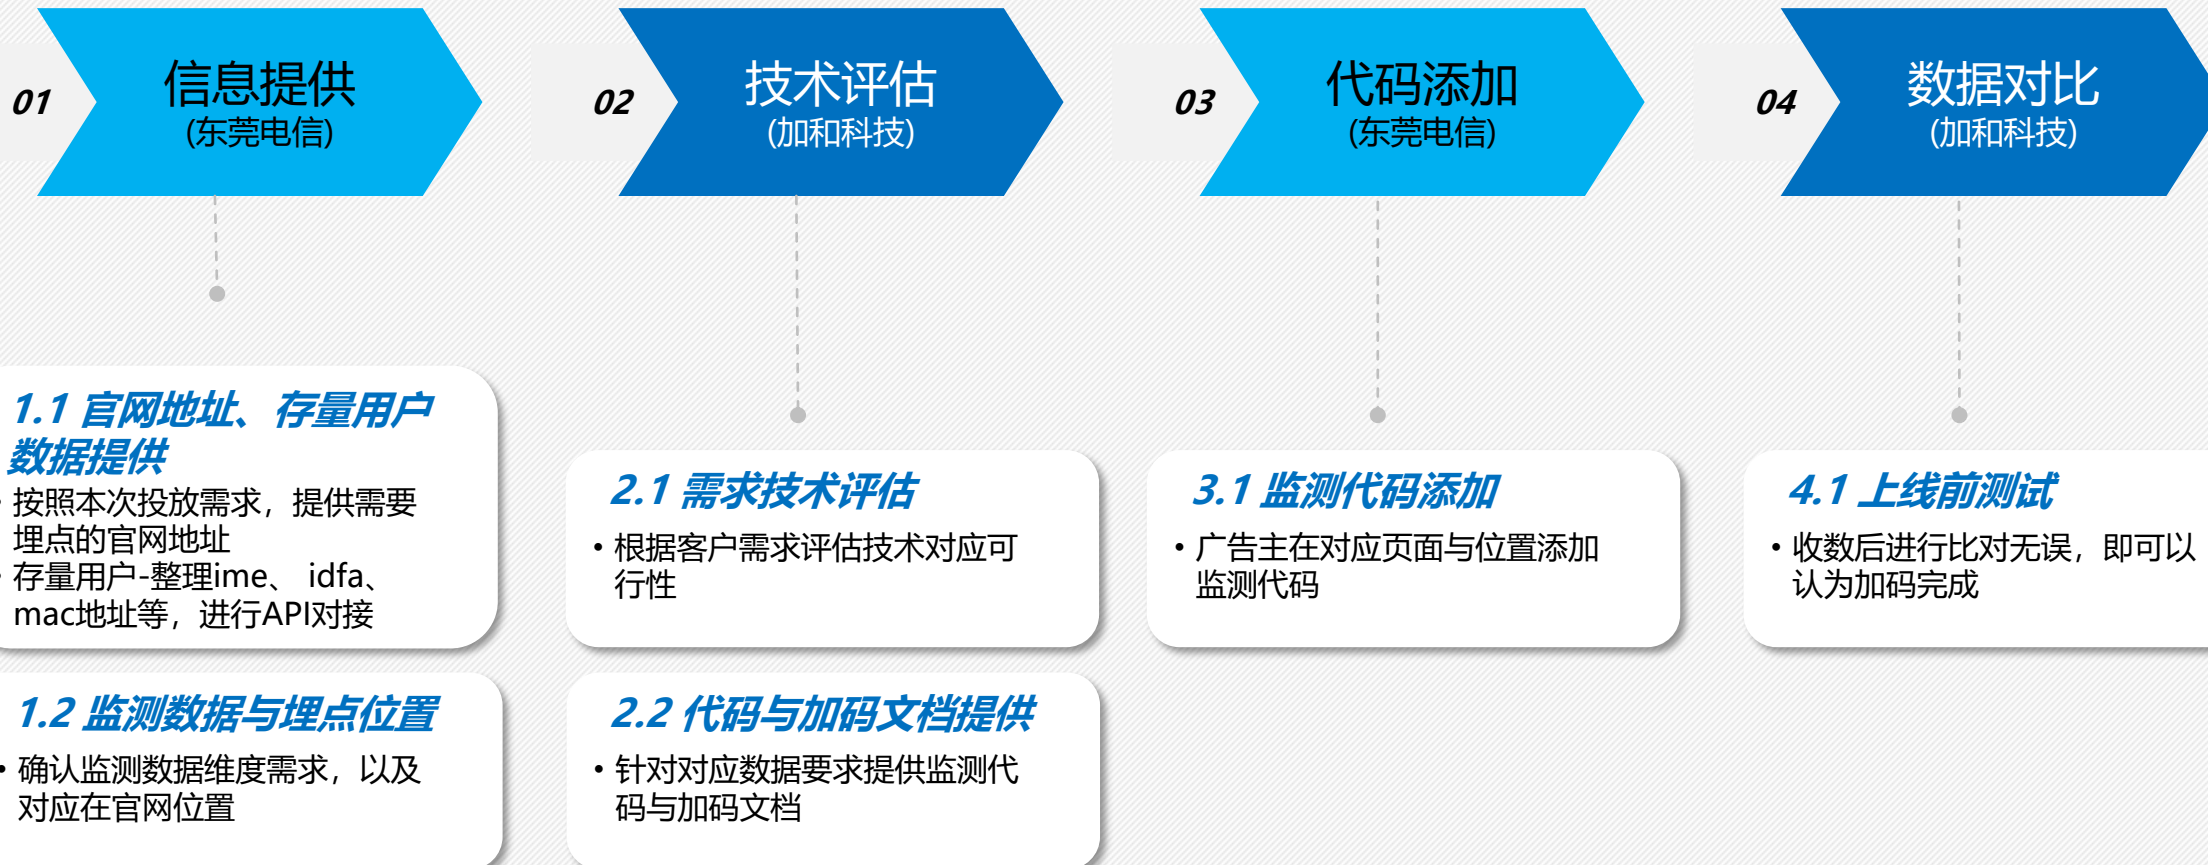 01
信息提供
(东莞电信)
02
技术评估
(加和科技)
03
代码添加
(东莞电信)
04
数据对比
(加和科技)
1.1 官网地址、存量用户
数据提供
• 按照本次投放需求，提供需要
埋点的官网地址
• 存量用户-整理ime、 idfa、
mac地址等，进行API对接
1.2 监测数据与埋点位置
• 确认监测数据维度需求，以及
对应在官网位置
2.1 需求技术评估
• 根据客户需求评估技术对应可
行性
2.2 代码与加码文档提供
• 针对对应数据要求提供监测代
码与加码文档
3.1 监测代码添加
• 广告主在对应页面与位置添加
监测代码
4.1 上线前测试
• 收数后进行比对无误，即可以
认为加码完成